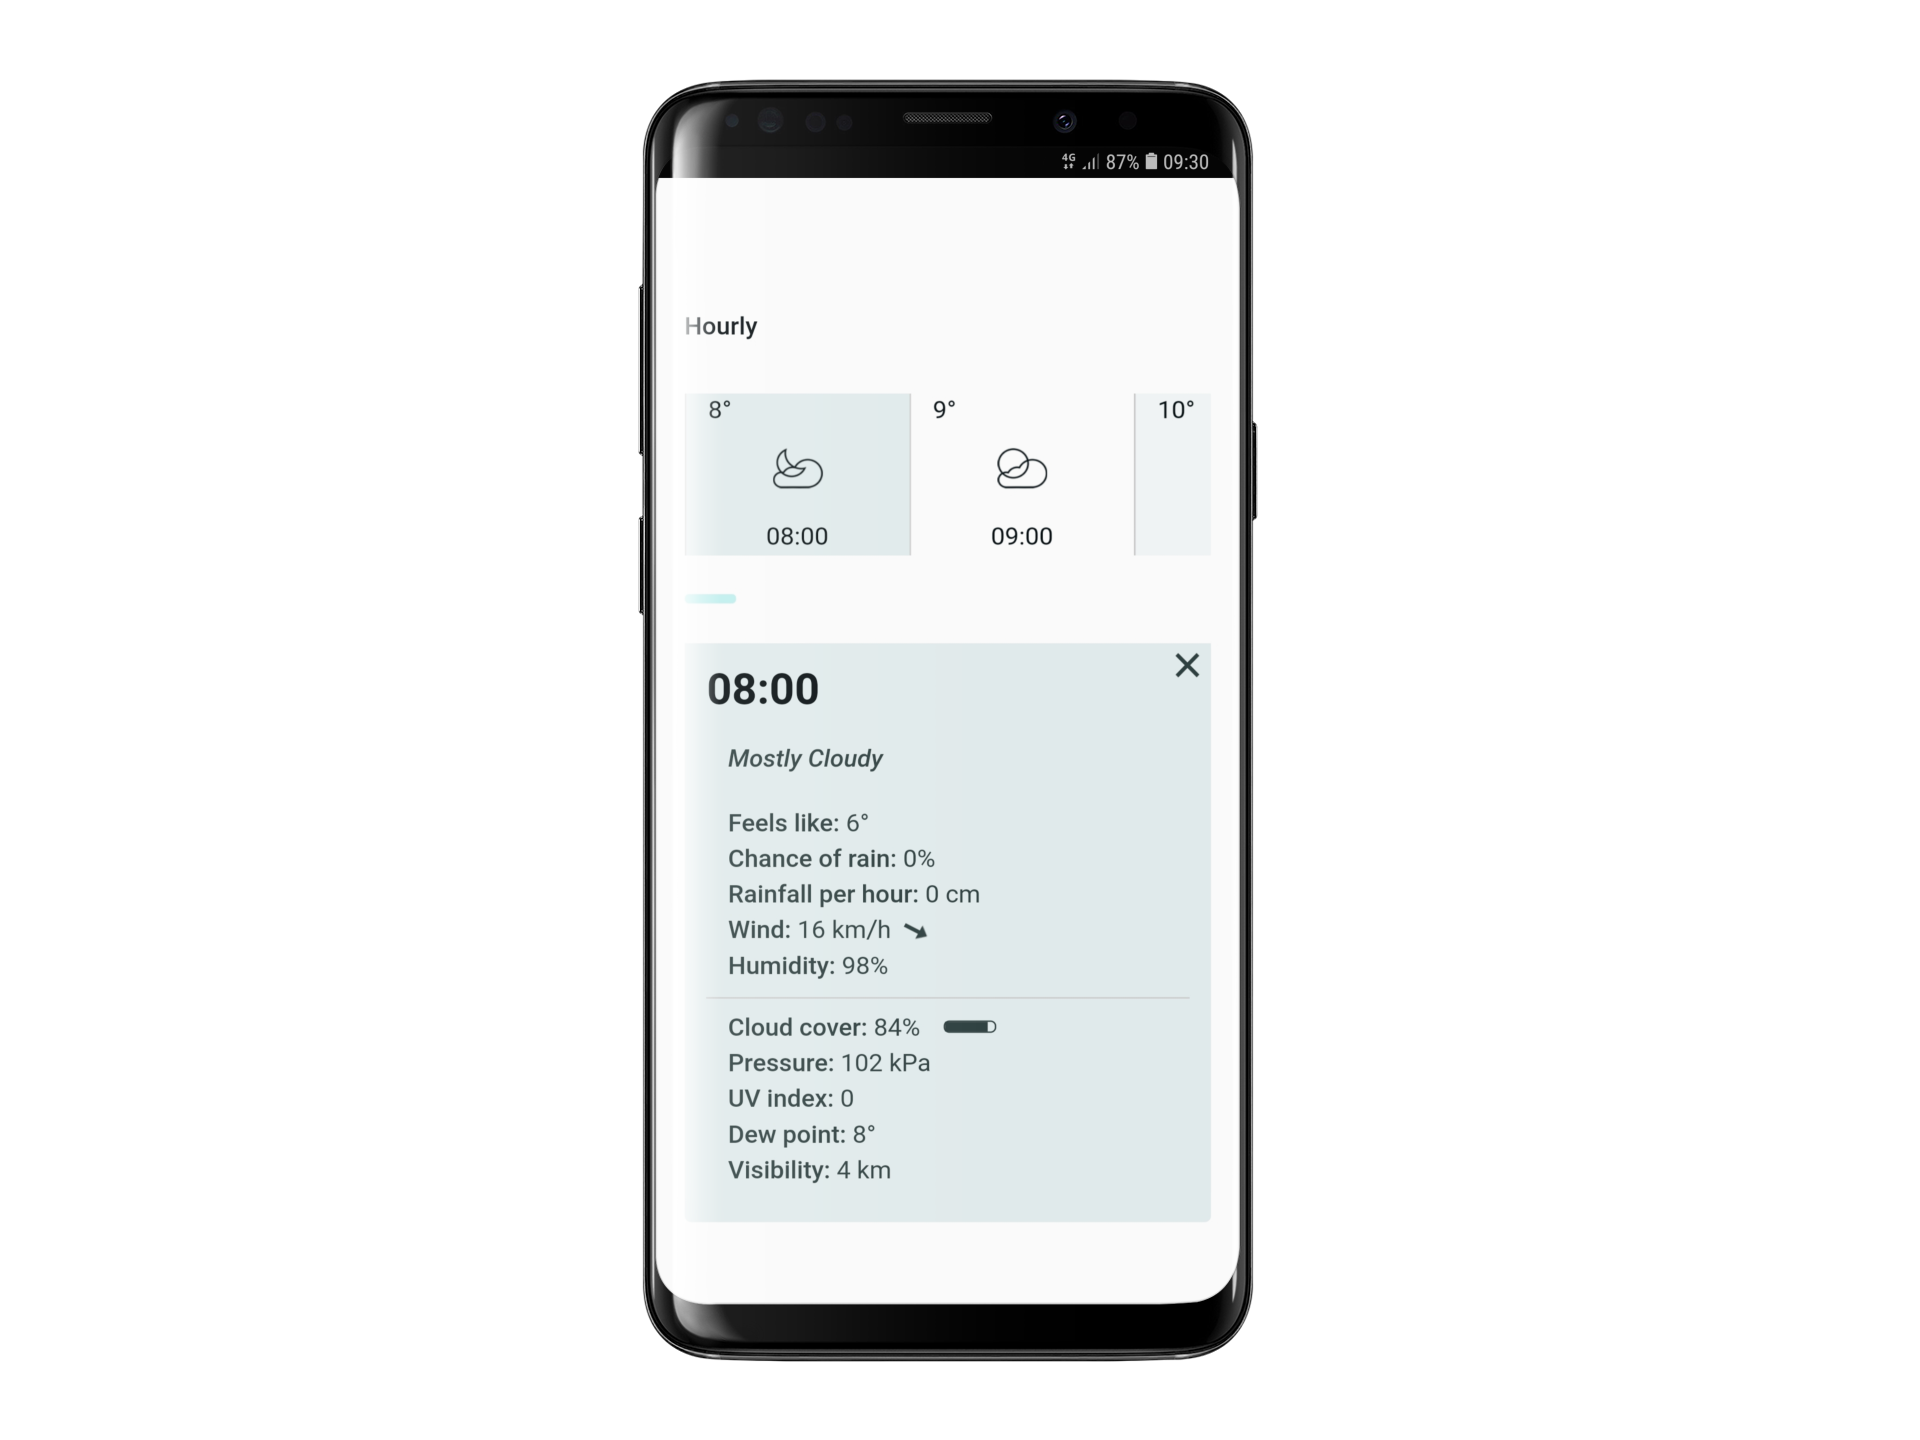 4G 87% 09:30
Hourly
8° 9° 10°
08:00 09:00
08:00
Mostly Cloudy
Feels like: 6°
Chance of rain: 0%
Rainfall per hour: 0 cm
Wind: 16 km/h
Humidity: 98%
Cloud cover: 84%
Pressure: 102 kPa
UV index: 0
Dew point: 8°
Visibility: 4 km